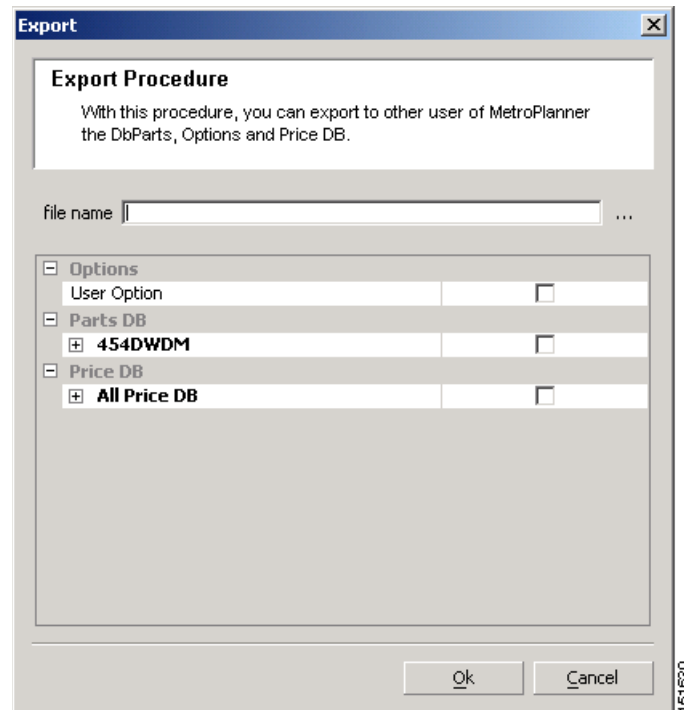 Export
Export Procedure
With this procedure, you can export to other user of MetroPlanner
the DbParts, Options and Price DB.
file name ...
Options
User Option
Parts DB
454DWDM
Price DB
All Price DB
Ok Cancel